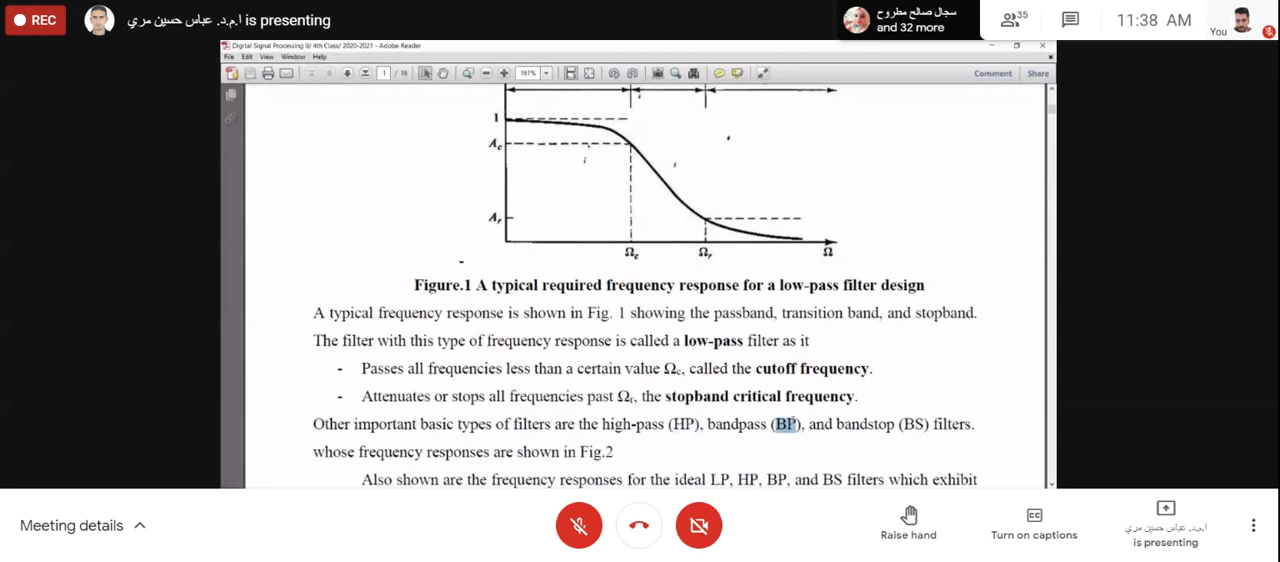 REC
ا.م.د. عباس حسين مري is presenting
سجال صالح مطروح
and 32 more
35
11:38 AM
You
Digital Signal Processing II/ 4th Class/ 2020-2021 - Adobe Reader
File Edit View Window Help
1 / 16
161%
Comment Share
1
Ac
Ar
Ωc Ωr Ω
Figure.1 A typical required frequency response for a low-pass filter design
A typical frequency response is shown in Fig. 1 showing the passband, transition band, and stopband.
The filter with this type of frequency response is called a low-pass filter as it
- Passes all frequencies less than a certain value Ωc, called the cutoff frequency.
- Attenuates or stops all frequencies past Ωr, the stopband critical frequency.
Other important basic types of filters are the high-pass (HP), bandpass (BP), and bandstop (BS) filters.
whose frequency responses are shown in Fig.2
Also shown are the frequency responses for the ideal LP, HP, BP, and BS filters which exhibit
Meeting details
Raise hand
Turn on captions
ا.م.د. عباس حسين مري
is presenting